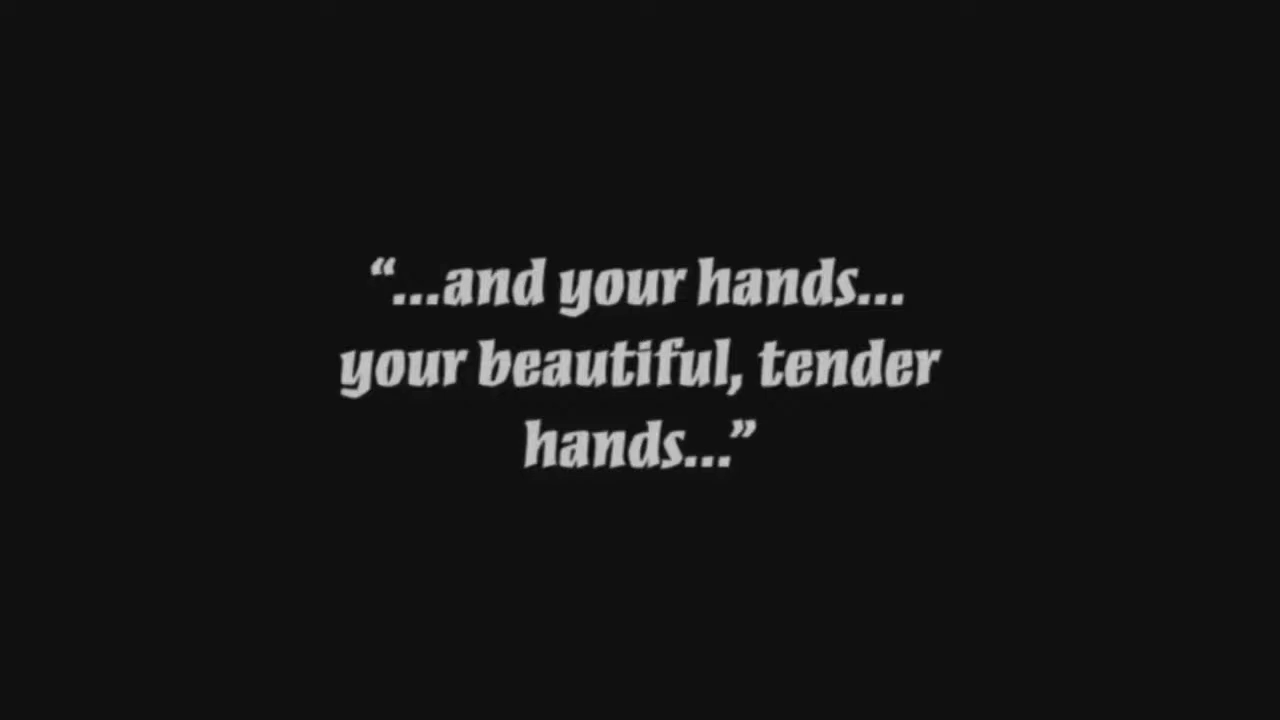 “...and your hands...
your beautiful, tender
hands...”